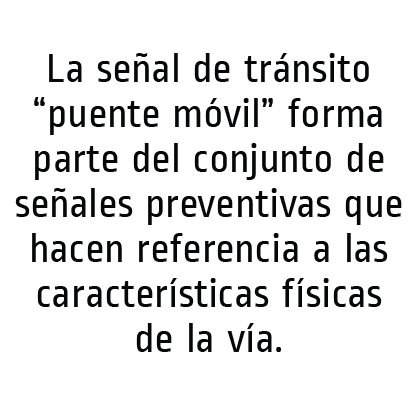 La señal de tránsito
“puente móvil” forma
parte del conjunto de
señales preventivas que
hacen referencia a las
características físicas
de la vía.